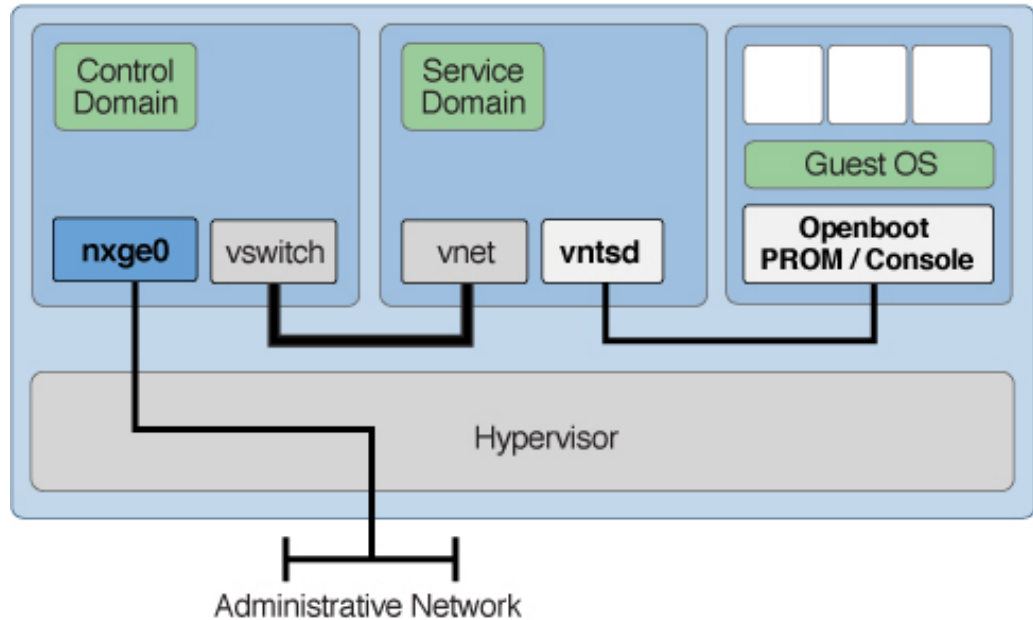 Control
Domain
Service
Domain
Guest OS
nxge0
vswitch
vnet
vntsd
Openboot
PROM / Console
Hypervisor
Administrative Network